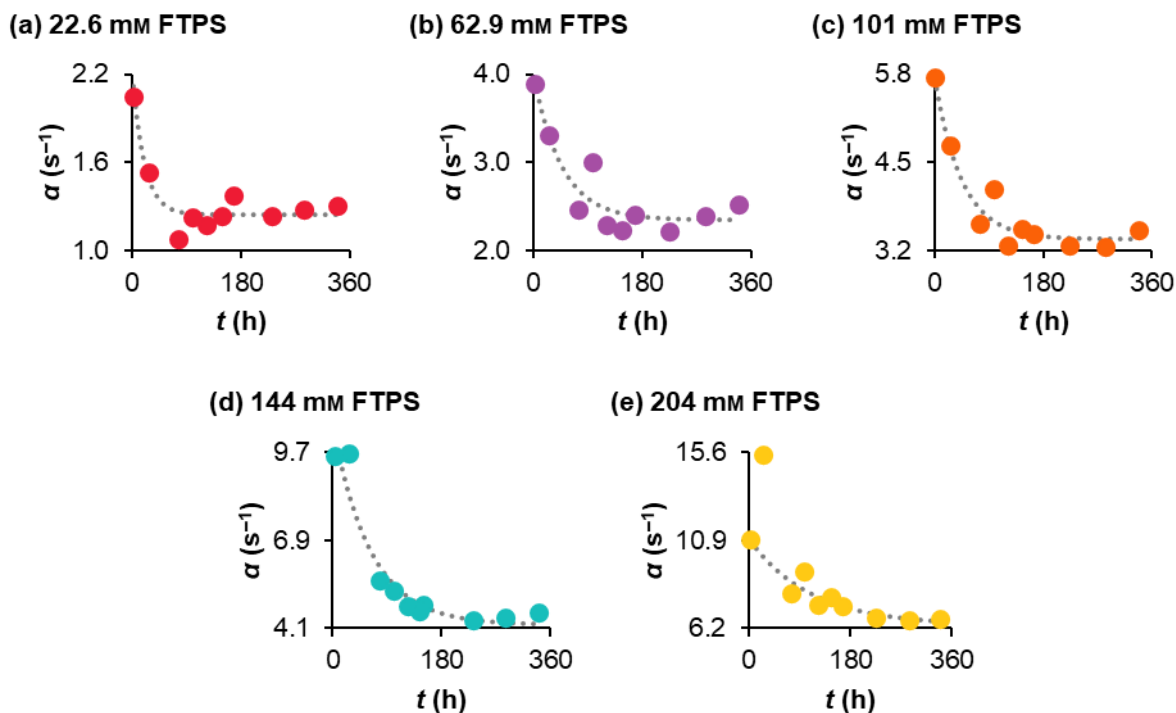 (a) 22.6 mM FTPS
2.2
1.6
1.0
α (s⁻¹)
0 180 360
t (h)
(b) 62.9 mM FTPS
4.0
3.0
2.0
α (s⁻¹)
0 180 360
t (h)
(c) 101 mM FTPS
5.8
4.5
3.2
α (s⁻¹)
0 180 360
t (h)
(d) 144 mM FTPS
9.7
6.9
4.1
α (s⁻¹)
0 180 360
t (h)
(e) 204 mM FTPS
15.6
10.9
6.2
α (s⁻¹)
0 180 360
t (h)